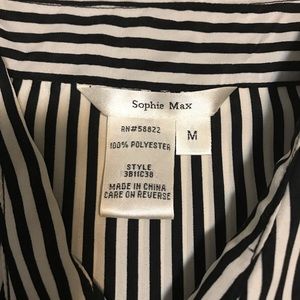 Sophie Max
RN#58822
100% POLYESTER
M
STYLE
3B11C38
MADE IN CHINA
CARE ON REVERSE